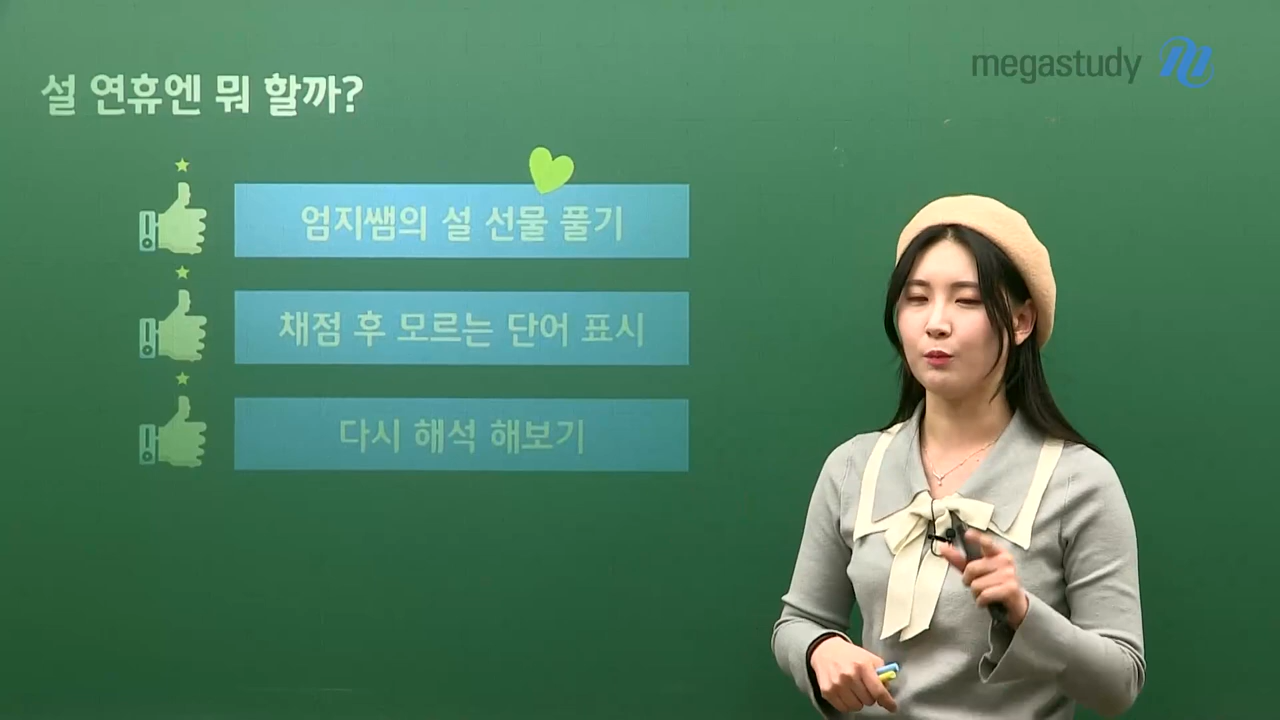 설 연휴엔 뭐 할까?
megastudy
엄지쌤의 설 선물 풀기
채점 후 모르는 단어 표시
다시 해석 해보기